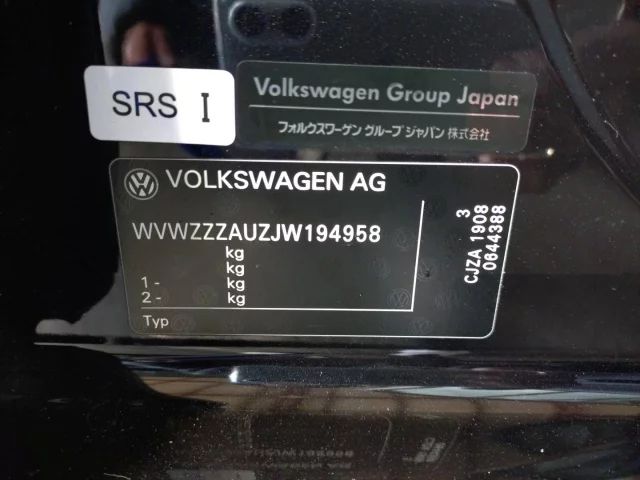 SRS I
Volkswagen Group Japan
フォルクスワーゲン グループ ジャパン 株式会社
VOLKSWAGEN AG
WVWZZZAUZJW194958
kg
kg
1 - kg
2 - kg
Typ
3
CJZA 1908
0644388